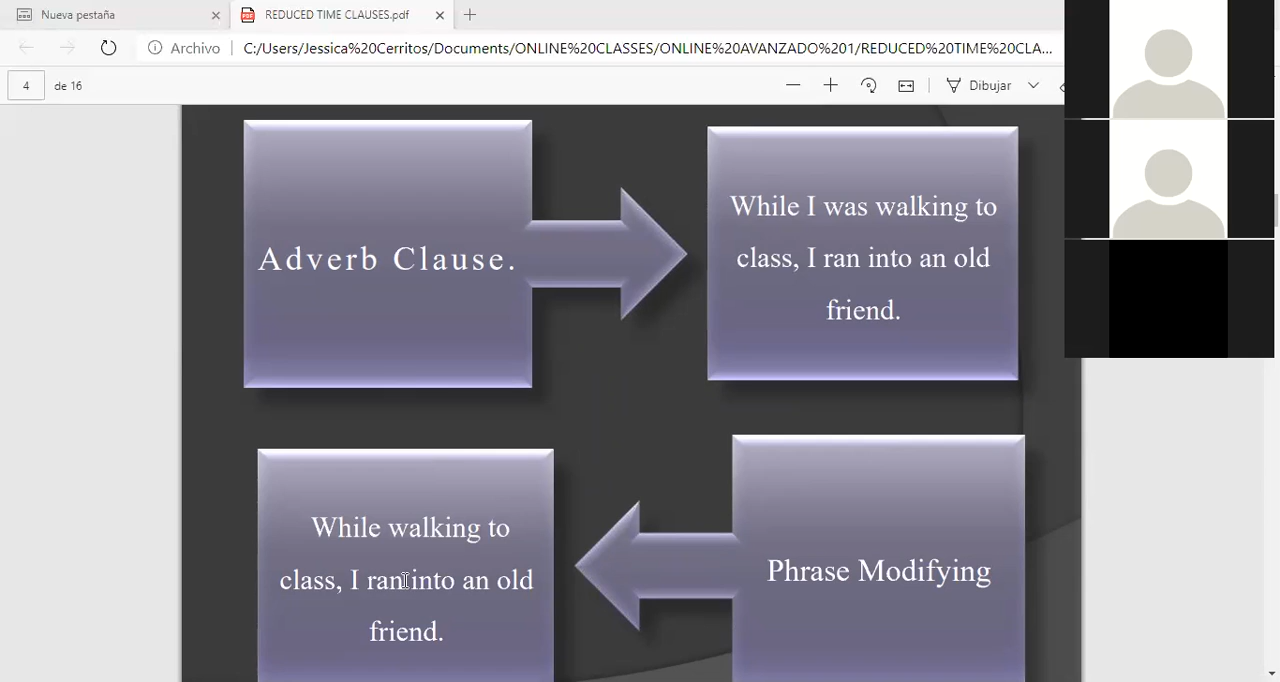 Nueva pestaña
REDUCED TIME CLAUSES.pdf
Archivo
C:/Users/Jessica%20Cerritos/Documents/ONLINE%20CLASSES/ONLINE%20AVANZADO%201/REDUCED%20TIME%20CLA...
4 de 16
Dibujar
Adverb Clause.
While I was walking to
class, I ran into an old
friend.
While walking to
class, I ran into an old
friend.
Phrase Modifying